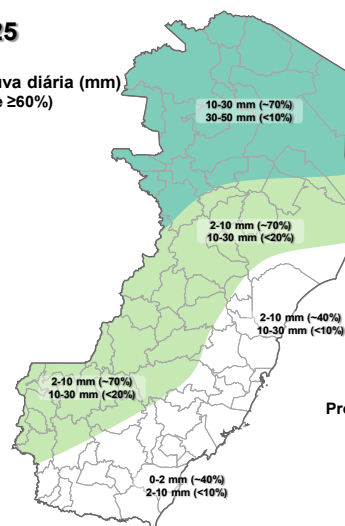 25
uva diária (mm)
e ≥60%)
10-30 mm (~70%)
30-50 mm (<10%)
2-10 mm (~70%)
10-30 mm (<20%)
2-10 mm (~40%)
10-30 mm (<10%)
2-10 mm (~70%)
10-30 mm (<20%)
Pr
0-2 mm (~40%)
2-10 mm (<10%)